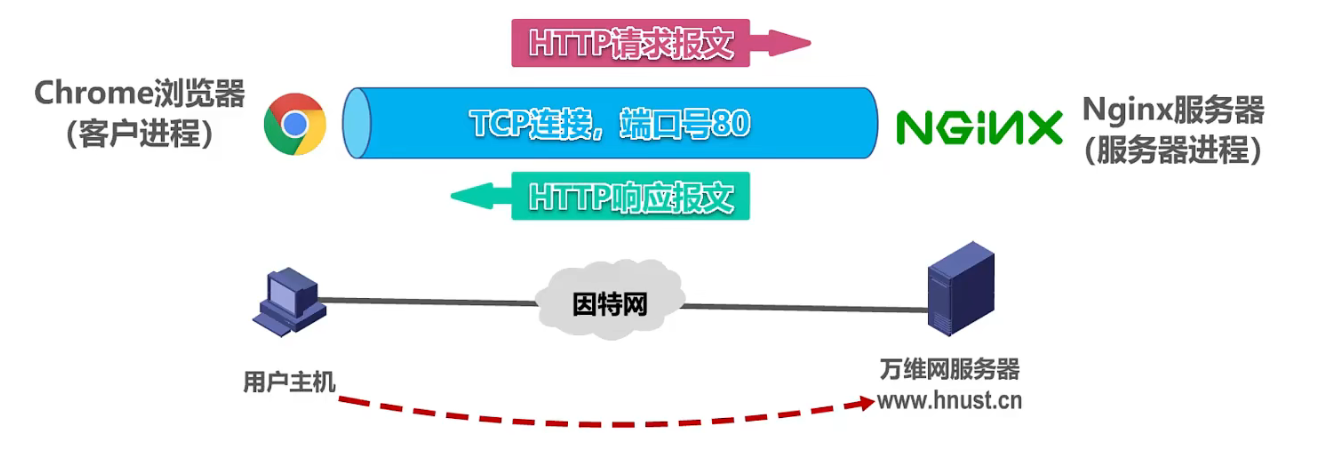 HTTP请求报文
Chrome浏览器
（客户进程）
TCP连接，端口号80
NGINX
Nginx服务器
（服务器进程）
HTTP响应报文
因特网
用户主机
万维网服务器
www.hnust.cn